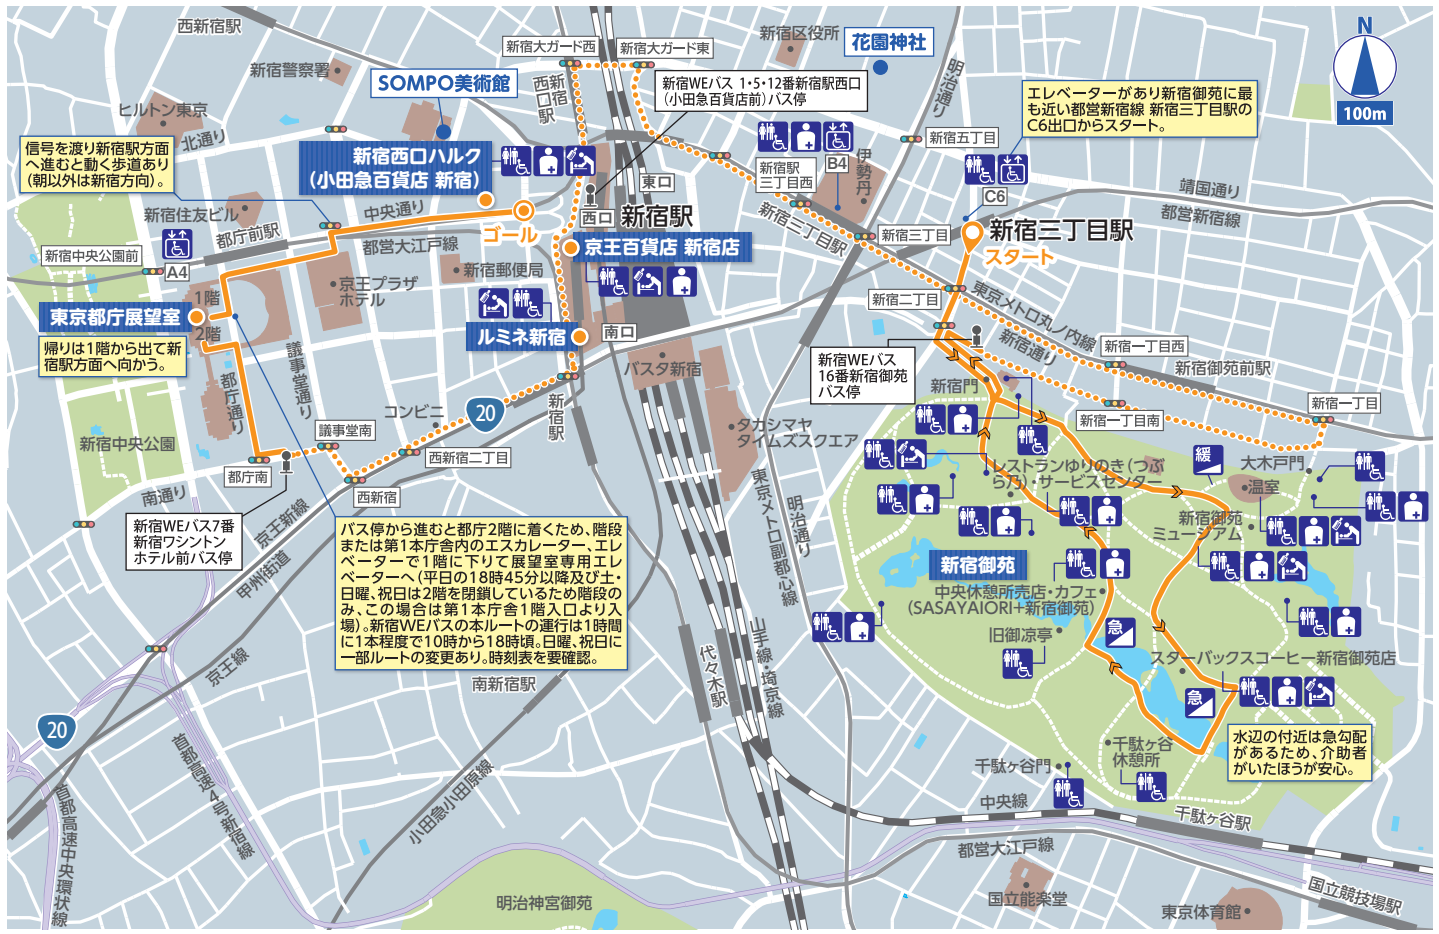 西新宿駅
新宿警察署
ヒルトン東京
北通り
SOMPO美術館
新宿大ガード西
新宿大ガード東
新宿区役所
花園神社
明治通り
N
100m
新宿
西口駅
新宿WEバス 1・5・12番新宿駅西口
(小田急百貨店前)バス停
エレベーターがあり新宿御苑に最
も近い都営新宿線 新宿三丁目駅の
C6出口からスタート。
信号を渡り新宿駅方面
へ進むと動く歩道あり
(朝以外は新宿方向)。
新宿西口ハルク
(小田急百貨店 新宿)
新宿五丁目
新宿駅
三丁目西
B4
伊勢丹
C6
靖国通り
都営新宿線
東口
西口
新宿駅
新宿三丁目駅
新宿三丁目
新宿三丁目駅
スタート
新宿住友ビル
中央通り
都庁前駅
都営大江戸線
ゴール
京王百貨店 新宿店
新宿中央公園前
A4
新宿郵便局
京王プラザ
ホテル
1階
東京都庁展望室
2階
帰りは1階から出て新
宿駅方面へ向かう。
ルミネ新宿
南口
バスタ新宿
新宿二丁目
東京メトロ丸ノ内線
新宿通り
新宿一丁目西
新宿御苑前駅
新宿WEバス
16番新宿御苑
バス停
新宿門
新宿一丁目南
新宿一丁目
議事堂通り
都庁通り
コンビニ
20
新宿駅
タカシマヤ
タイムズスクエア
新宿中央公園
議事堂南
西新宿二丁目
都庁南
西新宿
南通り
京王新線
甲州街道
新宿WEバス7番
新宿ワシントン
ホテル前バス停
バス停から進むと都庁2階に着くため、階段
または第1本庁舎内のエスカレーター、エレ
ベーターで1階に下りて展望室専用エレ
ベーターへ(平日の18時45分以降及び土・
日曜、祝日は2階を閉鎖しているため階段の
み、この場合は第1本庁舎1階入口より入
場)。新宿WEバスの本ルートの運行は1時間
に1本程度で10時から18時頃。日曜、祝日に
一部ルートの変更あり。時刻表を要確認。
東京メトロ副都心線
明治通り
レストランゆりのき(つぶ
ら乃)・サービスセンター
緩
大木戸門
温室
新宿御苑
ミュージアム
新宿御苑
中央休憩所売店・カフェ
(SASAYAIORI+新宿御苑)
旧御凉亭
急
スターバックスコーヒー新宿御苑店
急
水辺の付近は急勾配
があるため、介助者
がいたほうが安心。
千駄ヶ谷
休憩所
千駄ヶ谷門
中央線
千駄ヶ谷駅
都営大江戸線
国立能楽堂
国立競技場駅
東京体育館
山手線・埼京線
代々木駅
南新宿駅
小田急小田原線
京王線
20
首都高速4号新宿線
首都高速中央環状線
明治神宮御苑